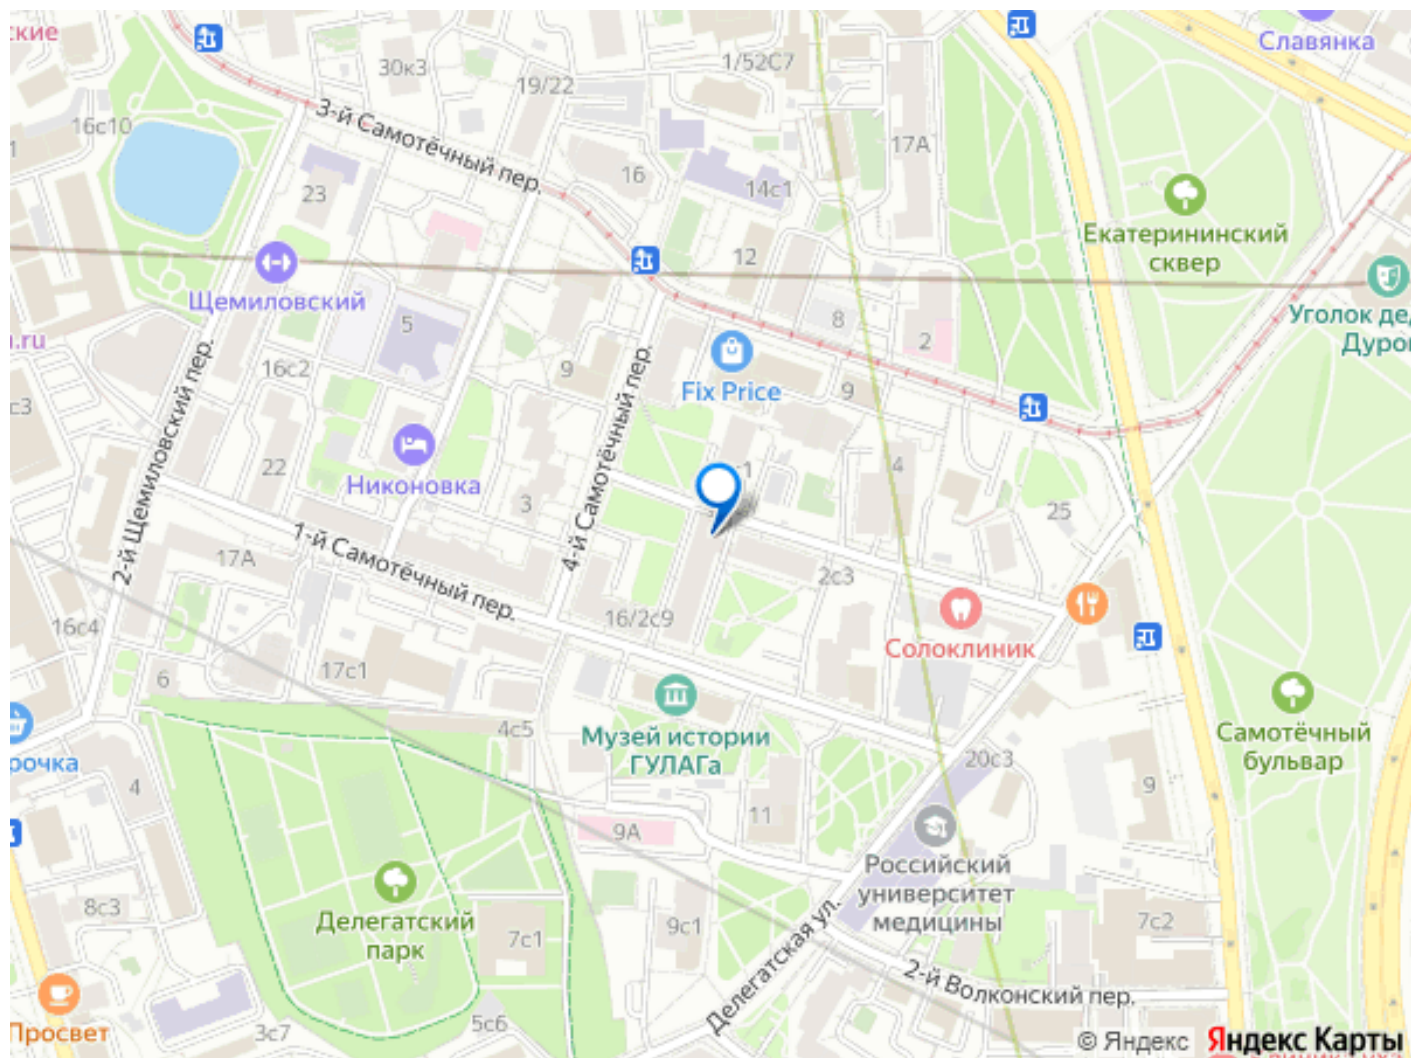 ские
Славянка
30к3
1/52С7
19/22
3-й Самотёчный пер.
16с10
1
17А
16
14с1
23
Екатерининский
сквер
12
Щемиловский
Уголок де
Дуро
5
8
2
.ru
16с2
9
Fix Price
9
с3
2-й Щемиловский пер.
4-й Самотёчный пер.
22
Никоновка
3
с1
4
25
1-й Самотёчный пер.
17А
2с3
16/2с9
16с4
Солоклиник
6
17с1
4с5
Музей истории
ГУЛАГа
Самотёчный
бульвар
рочка
4
20с3
9
11
9А
Российский
университет
медицины
8с3
Делегатский
парк
7с1
9с1
7с2
Делегатская ул.
2-й Волконский пер.
Просвет
3с7
5с6
© Яндекс Яндекс Карты